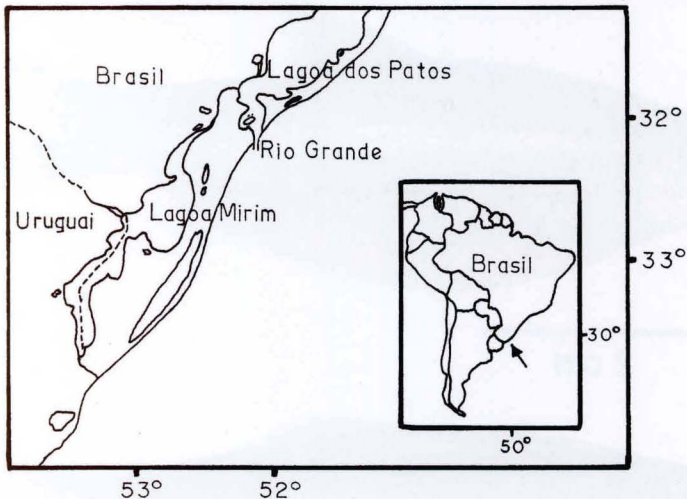 Brasil
Lagoa dos Patos
32°
Rio Grande
Uruguai
Lagoa Mirim
Brasil
33°
30°
50°
53°
52°